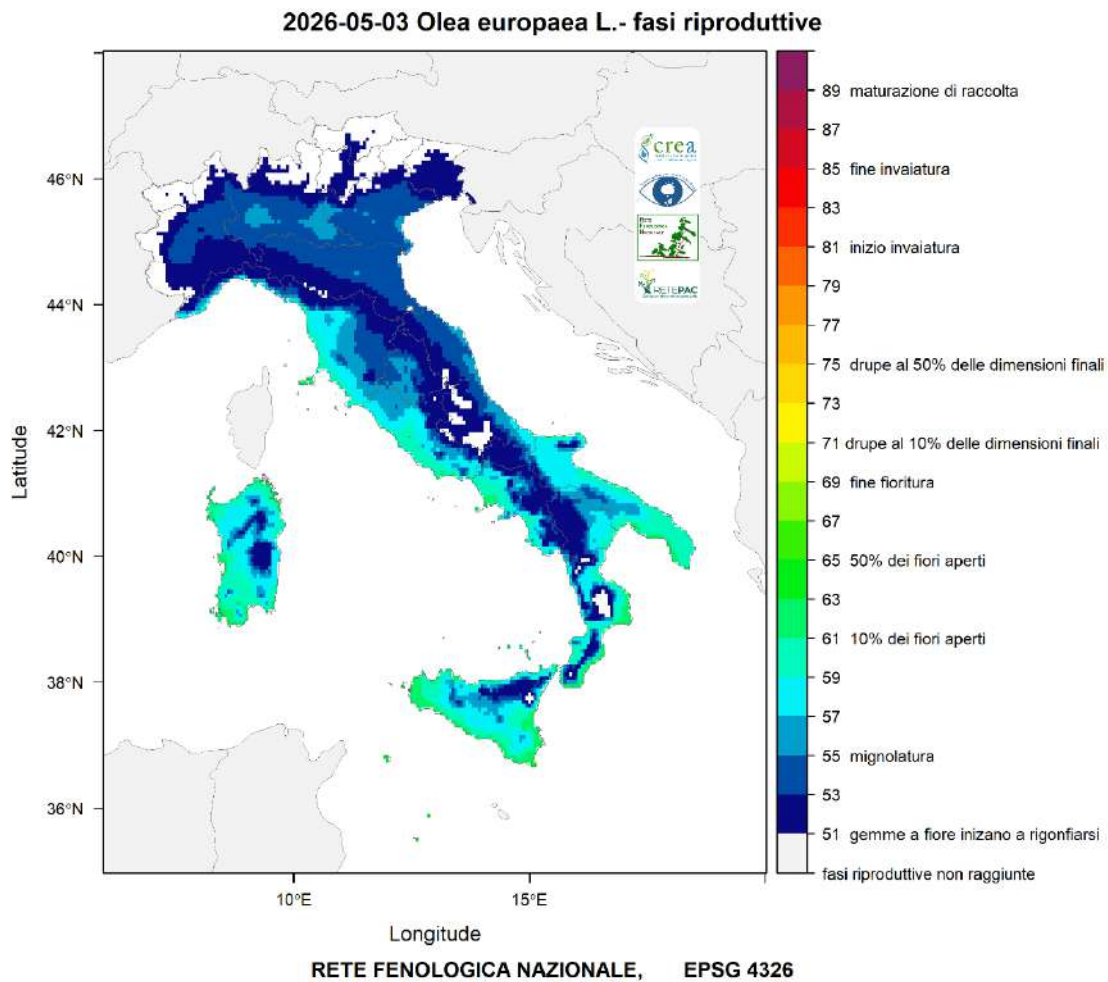 2026-05-03 Olea europaea L.- fasi riproduttive
46°N
44°N
42°N
40°N
38°N
36°N
Latitude
10°E
15°E
Longitude
crea
RETEPAC
89 maturazione di raccolta
87
85 fine invaiatura
83
81 inizio invaiatura
79
77
75 drupe al 50% delle dimensioni finali
73
71 drupe al 10% delle dimensioni finali
69 fine fioritura
67
65 50% dei fiori aperti
63
61 10% dei fiori aperti
59
57
55 mignolatura
53
51 gemme a fiore inizano a rigonfiarsi
fasi riproduttive non raggiunte
RETE FENOLOGICA NAZIONALE, EPSG 4326